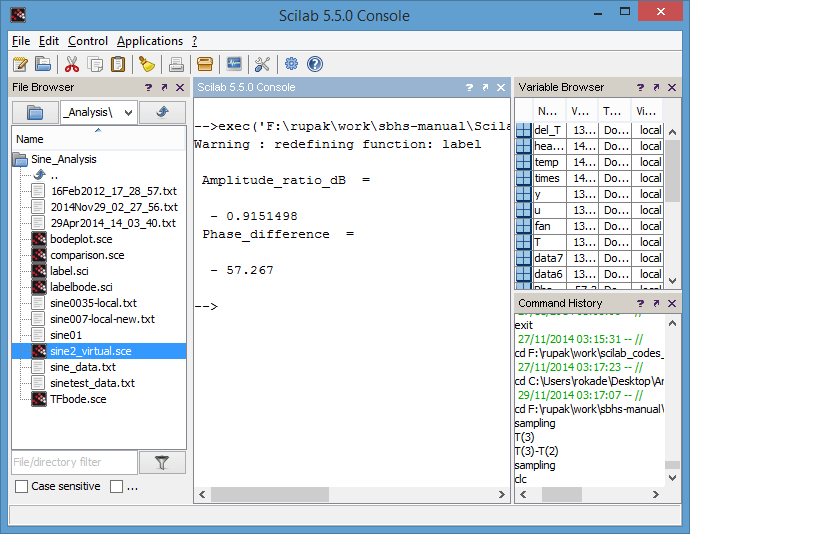 Scilab 5.5.0 Console
File Edit Control Applications ?
File Browser
_Analysis\
Name
Sine_Analysis
..
16Feb2012_17_28_57.txt
2014Nov29_02_27_56.txt
29Apr2014_14_03_40.txt
bodeplot.sce
comparison.sce
label.sci
labelbode.sci
sine0035-local.txt
sine007-local-new.txt
sine01
sine2_virtual.sce
sine_data.txt
sinetest_data.txt
TFbode.sce
File/directory filter
Case sensitive ...
Scilab 5.5.0 Console
-->exec('F:\rupak\work\sbhs-manual\Scila
Warning : redefining function: label
Amplitude_ratio_dB =
- 0.9151498
Phase_difference =
- 57.267
-->
Variable Browser
N... V... T... Vi...
del_T 13... Do... local
hea... 14... Do... local
temp 14... Do... local
times 14... Do... local
y 13... Do... local
u 13... Do... local
fan 13... Do... local
T 13... Do... local
data7 13... Do... local
data6 13... Do... local
Command History
exit
27/11/2014 03:15:31 -- //
cd F:\rupak\work\scilab_codes_
27/11/2014 03:17:23 -- //
cd C:\Users\rokade\Desktop\Ar
29/11/2014 03:17:07 -- //
cd F:\rupak\work\sbhs-manual\
sampling
T(3)
T(3)-T(2)
sampling
clc